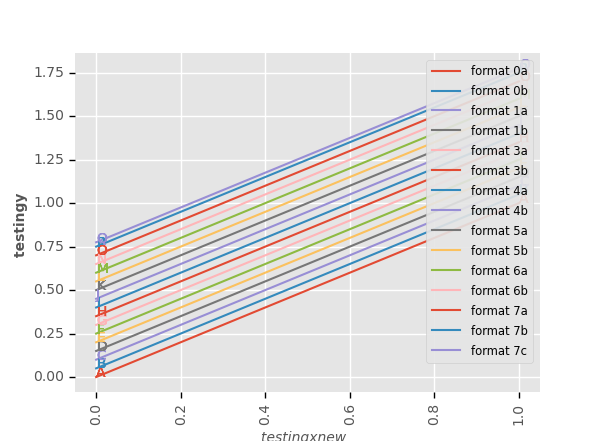 1.75
1.50
1.25
1.00
0.75
0.50
0.25
0.00
testingy
0.0
0.2
0.4
0.6
0.8
1.0
testingxnew
format 0a
format 0b
format 1a
format 1b
format 3a
format 3b
format 4a
format 4b
format 5a
format 5b
format 6a
format 6b
format 7a
format 7b
format 7c
M
K
H
D
B
A